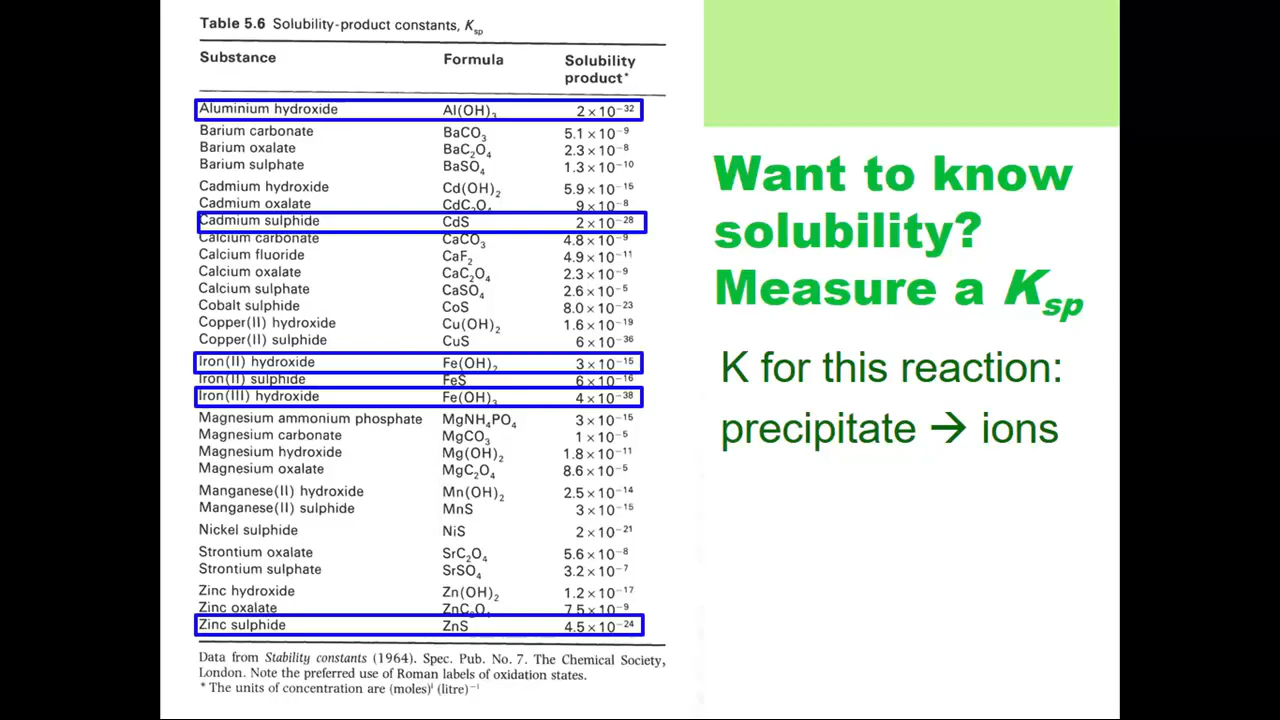 Table 5.6 Solubility-product constants, Ksp
Substance Formula Solubility product*
Aluminium hydroxide Al(OH)₃ 2 × 10⁻³²
Barium carbonate BaCO₃ 5.1 × 10⁻⁹
Barium oxalate BaC₂O₄ 2.3 × 10⁻⁸
Barium sulphate BaSO₄ 1.3 × 10⁻¹⁰
Cadmium hydroxide Cd(OH)₂ 5.9 × 10⁻¹⁵
Cadmium oxalate CdC₂O₄ 9 × 10⁻⁸
Cadmium sulphide CdS 2 × 10⁻²⁸
Calcium carbonate CaCO₃ 4.8 × 10⁻⁹
Calcium fluoride CaF₂ 4.9 × 10⁻¹¹
Calcium oxalate CaC₂O₄ 2.3 × 10⁻⁹
Calcium sulphate CaSO₄ 2.6 × 10⁻⁵
Cobalt sulphide CoS 8.0 × 10⁻²³
Copper(II) hydroxide Cu(OH)₂ 1.6 × 10⁻¹⁹
Copper(II) sulphide CuS 6 × 10⁻³⁶
Iron(II) hydroxide Fe(OH)₂ 3 × 10⁻¹⁵
Iron(II) sulphide FeS 6 × 10⁻¹⁶
Iron(III) hydroxide Fe(OH)₃ 4 × 10⁻³⁸
Magnesium ammonium phosphate MgNH₄PO₄ 3 × 10⁻¹⁵
Magnesium carbonate MgCO₃ 1 × 10⁻⁵
Magnesium hydroxide Mg(OH)₂ 1.8 × 10⁻¹¹
Magnesium oxalate MgC₂O₄ 8.6 × 10⁻⁵
Manganese(II) hydroxide Mn(OH)₂ 2.5 × 10⁻¹⁴
Manganese(II) sulphide MnS 3 × 10⁻¹⁵
Nickel sulphide NiS 2 × 10⁻²¹
Strontium oxalate SrC₂O₄ 5.6 × 10⁻⁸
Strontium sulphate SrSO₄ 3.2 × 10⁻⁷
Zinc hydroxide Zn(OH)₂ 1.2 × 10⁻¹⁷
Zinc oxalate ZnC₂O₄ 7.5 × 10⁻⁹
Zinc sulphide ZnS 4.5 × 10⁻²⁴
Data from Stability constants (1964). Spec. Pub. No. 7. The Chemical Society,
London. Note the preferred use of Roman labels of oxidation states.
* The units of concentration are (moles)ⁱ (litre)⁻ⁱ
Want to know
solubility?
Measure a Ksp
K for this reaction:
precipitate → ions